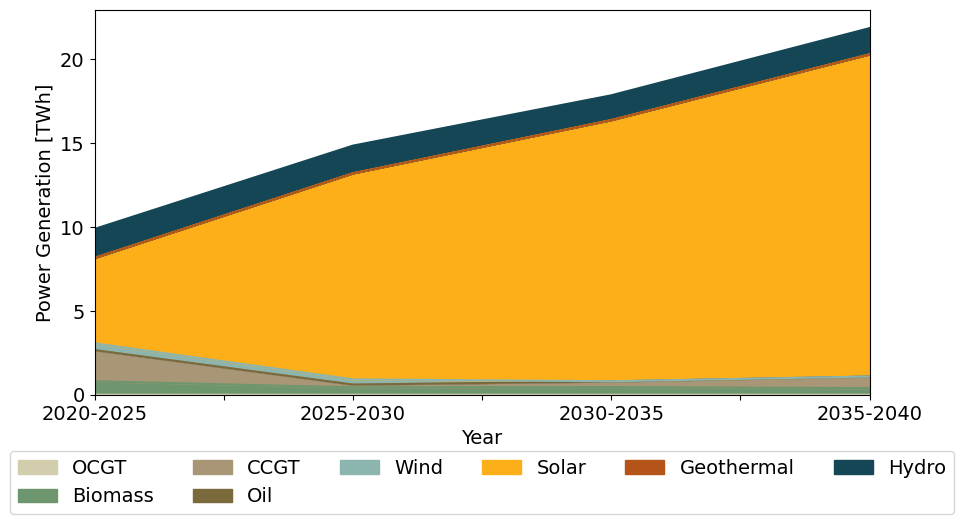 20
15
10
5
0
Power Generation [TWh]
2020-2025 2025-2030 2030-2035 2035-2040
Year
OCGT CCGT Wind Solar Geothermal Hydro
Biomass Oil